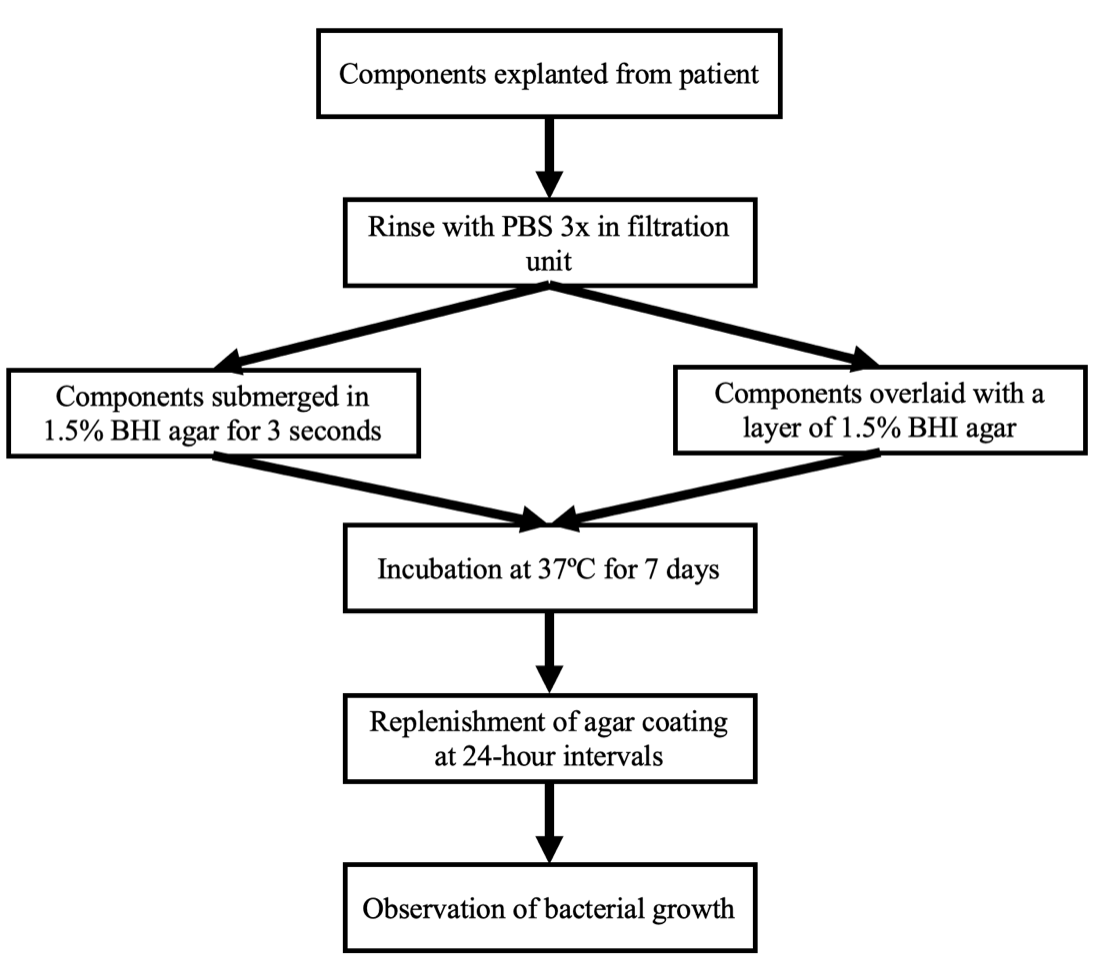 Components explanted from patient
Rinse with PBS 3x in filtration
unit
Components submerged in
1.5% BHI agar for 3 seconds
Components overlaid with a
layer of 1.5% BHI agar
Incubation at 37ºC for 7 days
Replenishment of agar coating
at 24-hour intervals
Observation of bacterial growth